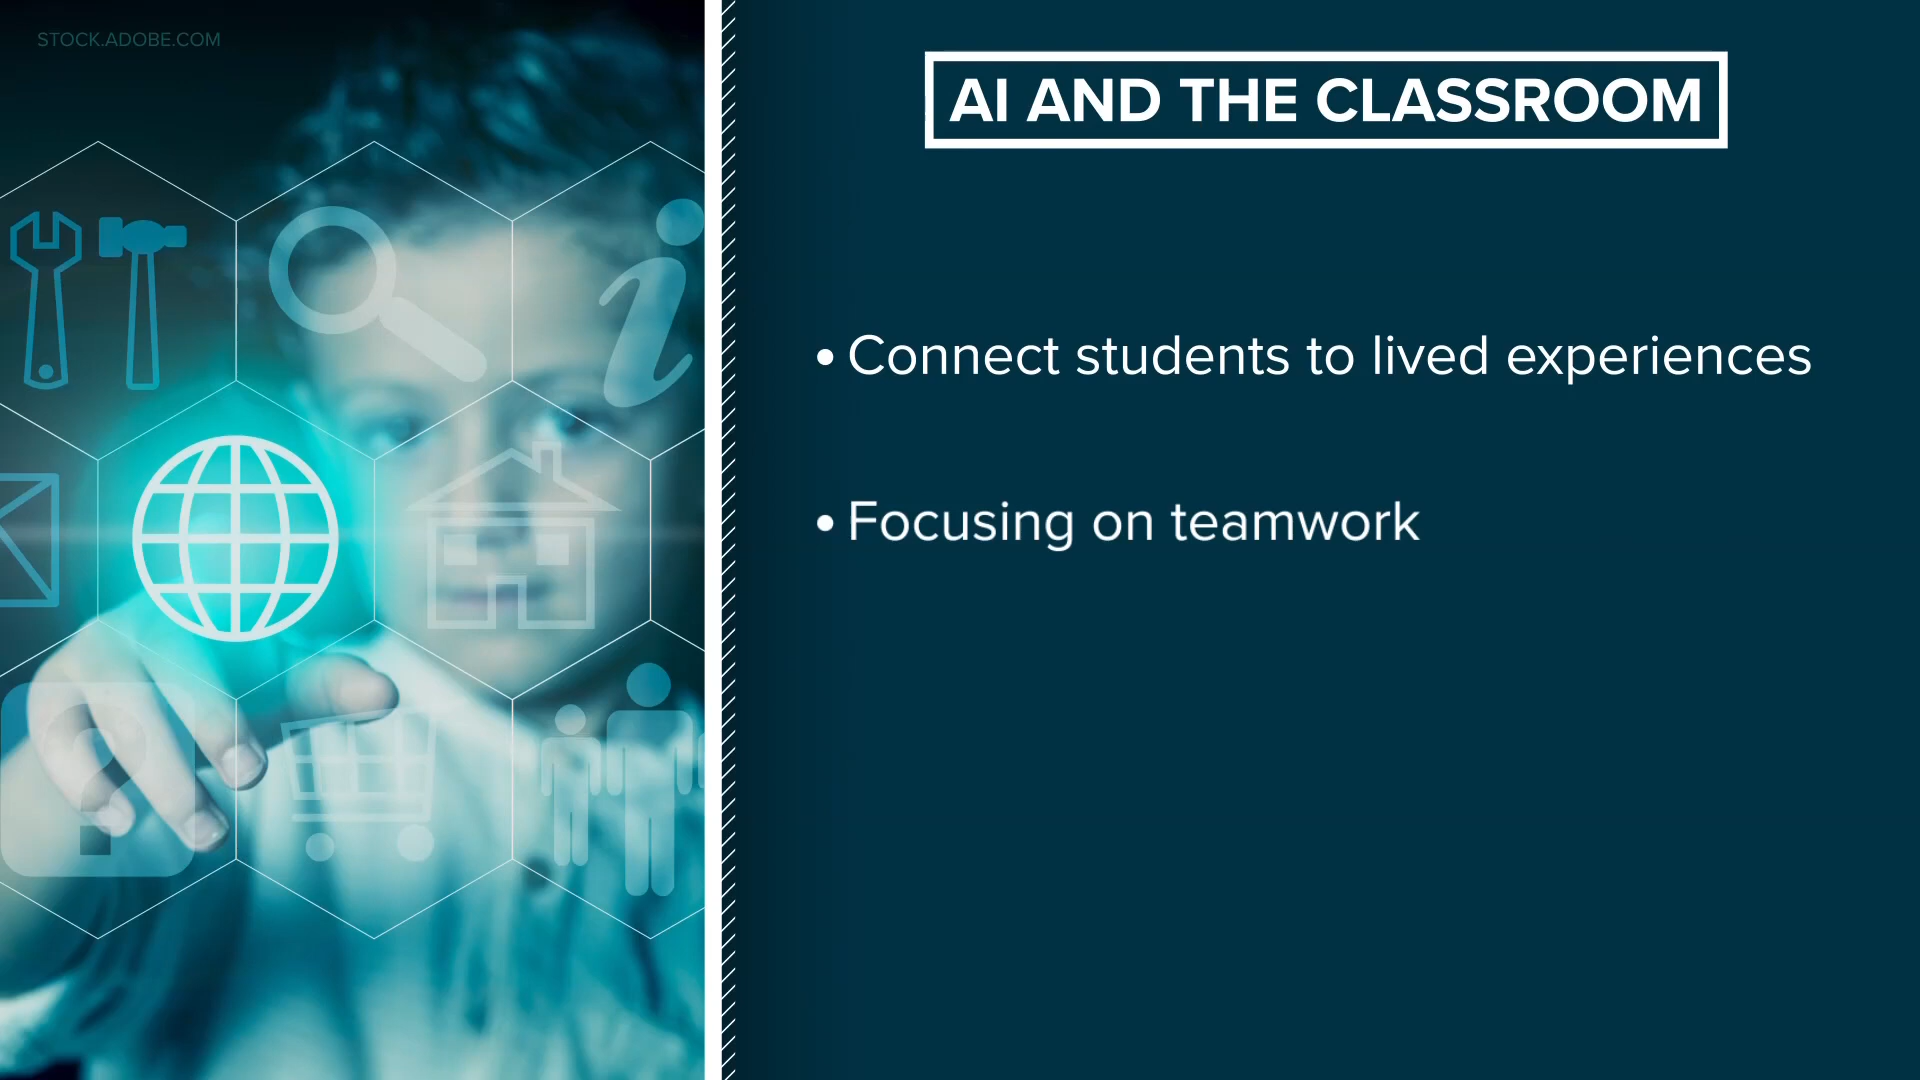 STOCK.ADOBE.COM
AI AND THE CLASSROOM
• Connect students to lived experiences
• Focusing on teamwork